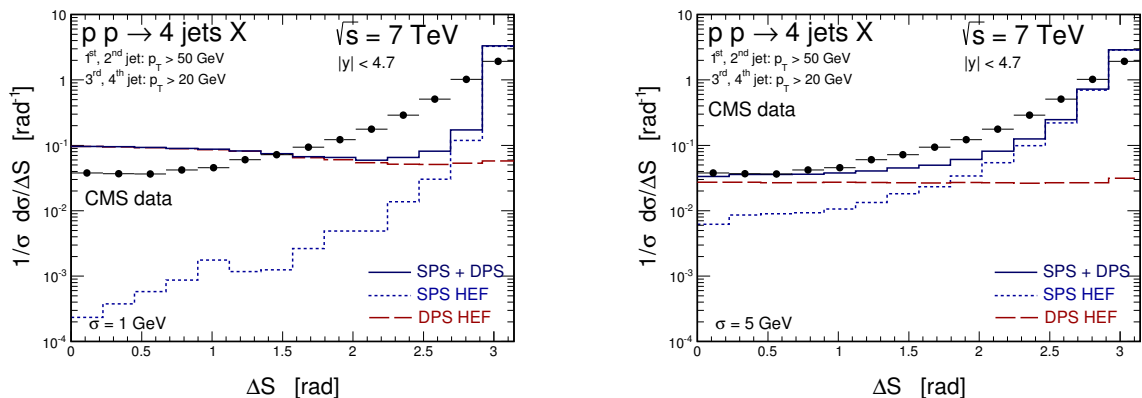 p p → 4 jets X
√s = 7 TeV
1st, 2nd jet: pT > 50 GeV
|y| < 4.7
3rd, 4th jet: pT > 20 GeV
CMS data
SPS + DPS
SPS HEF
DPS HEF
σ = 1 GeV
1/σ dσ/ΔS [rad-1]
10
1
10-1
10-2
10-3
10-4
0 0.5 1 1.5 2 2.5 3
ΔS [rad]
p p → 4 jets X
√s = 7 TeV
1st, 2nd jet: pT > 50 GeV
|y| < 4.7
3rd, 4th jet: pT > 20 GeV
CMS data
SPS + DPS
SPS HEF
DPS HEF
σ = 5 GeV
1/σ dσ/ΔS [rad-1]
10
1
10-1
10-2
10-3
10-4
0 0.5 1 1.5 2 2.5 3
ΔS [rad]